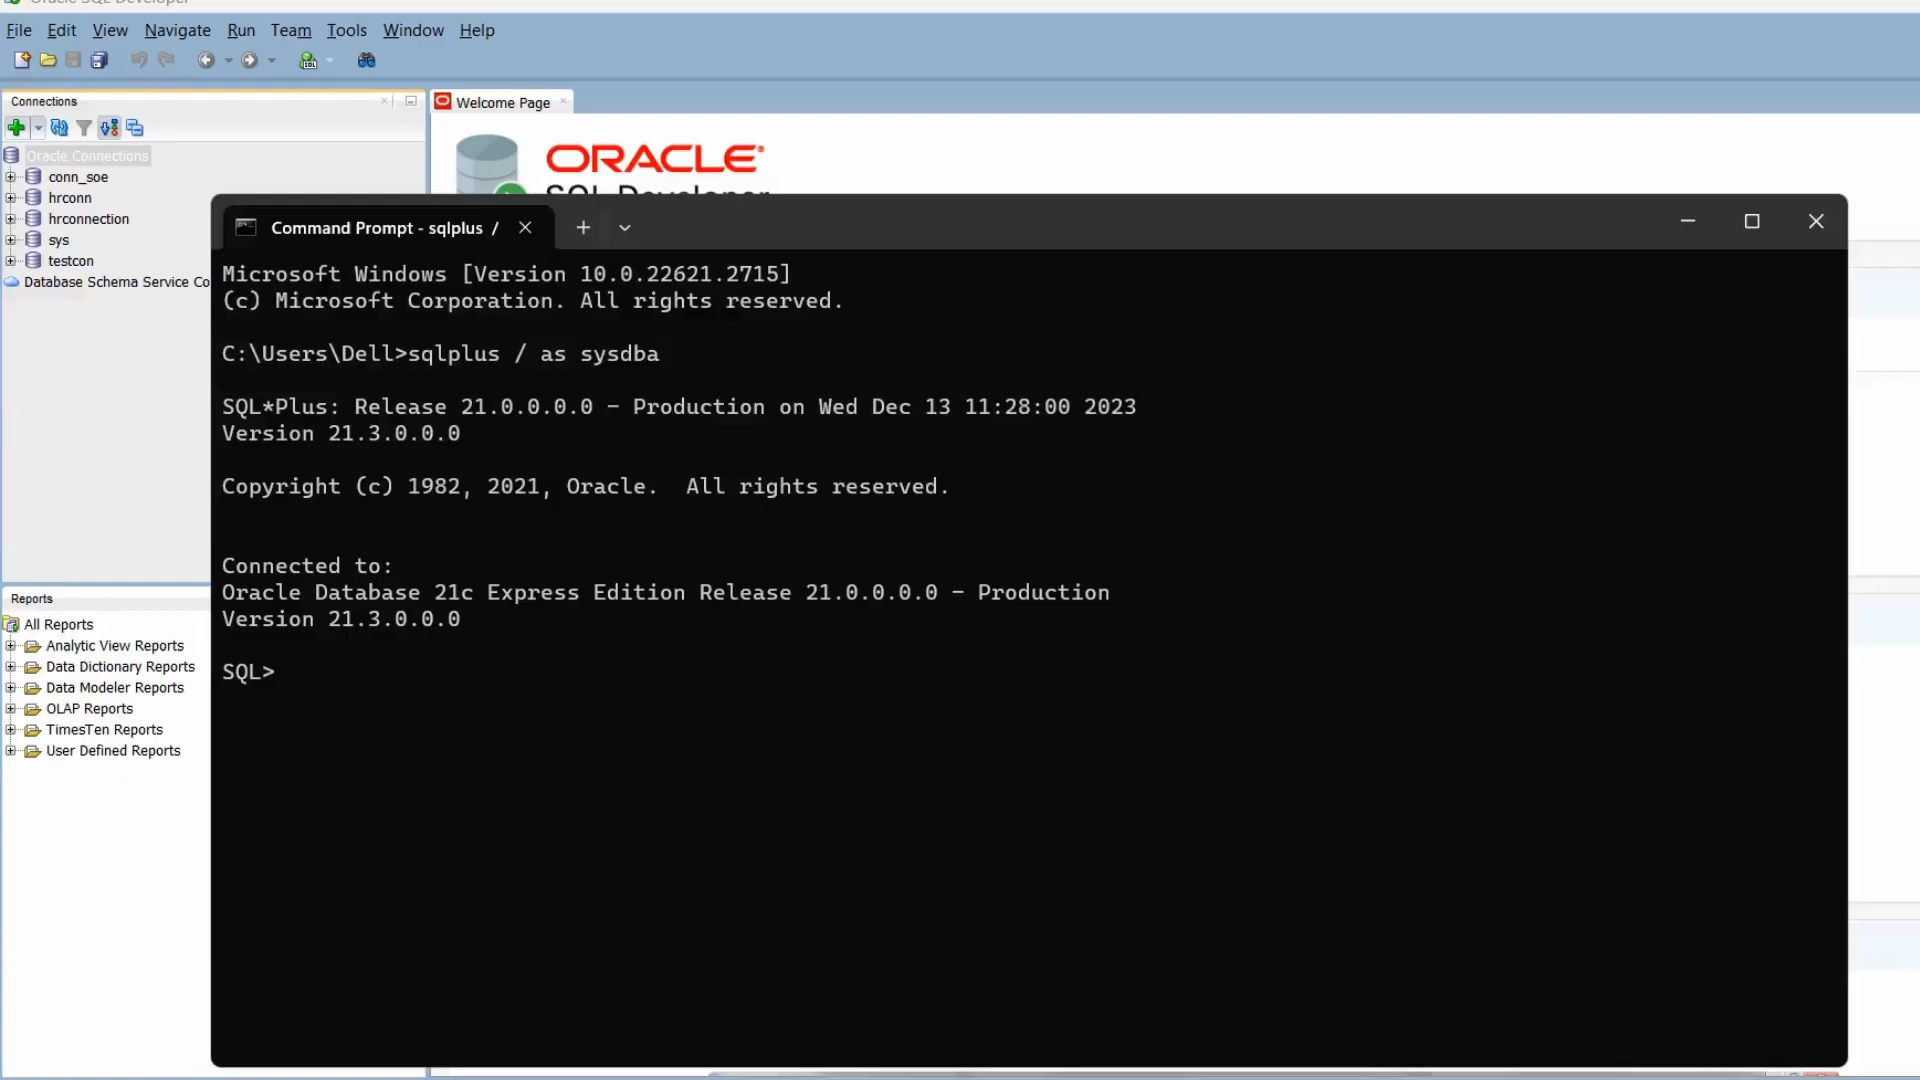 Oracle SQL Developer
File Edit View Navigate Run Team Tools Window Help
Connections
Welcome Page
Oracle Connections
conn_soe
hrconn
hrconnection
sys
testcon
Database Schema Service Co
ORACLE
SQL Developer
Command Prompt - sqlplus /
Microsoft Windows [Version 10.0.22621.2715]
(c) Microsoft Corporation. All rights reserved.
C:\Users\Dell>sqlplus / as sysdba
SQL*Plus: Release 21.0.0.0.0 - Production on Wed Dec 13 11:28:00 2023
Version 21.3.0.0.0
Copyright (c) 1982, 2021, Oracle.  All rights reserved.
Connected to:
Oracle Database 21c Express Edition Release 21.0.0.0.0 - Production
Version 21.3.0.0.0
SQL>
Reports
All Reports
Analytic View Reports
Data Dictionary Reports
Data Modeler Reports
OLAP Reports
TimesTen Reports
User Defined Reports